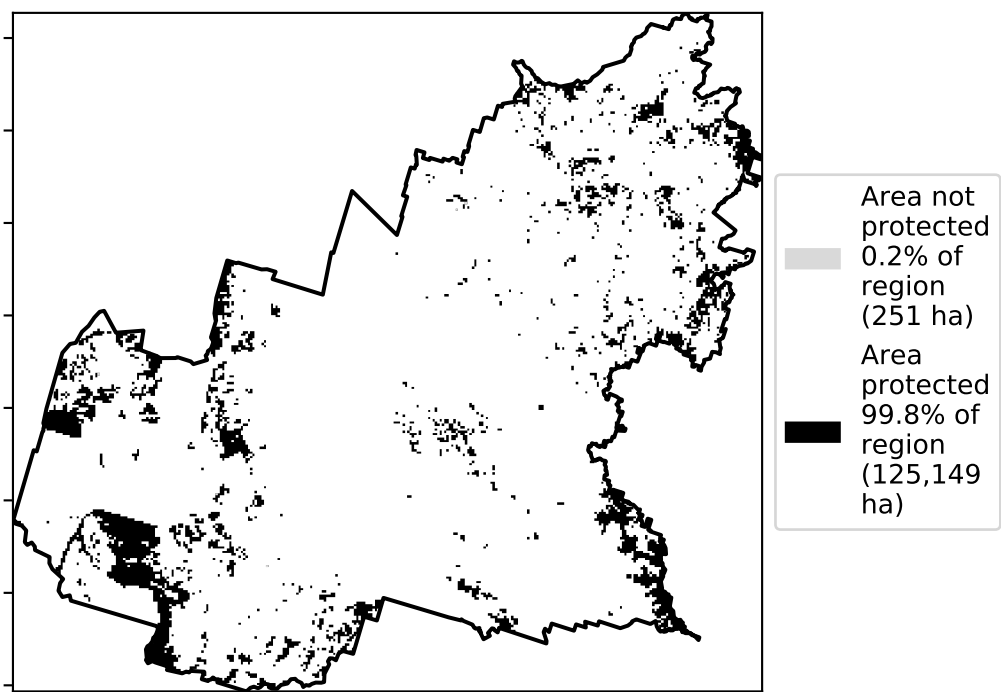 Area not
protected
0.2% of
region
(251 ha)
Area
protected
99.8% of
region
(125,149
ha)